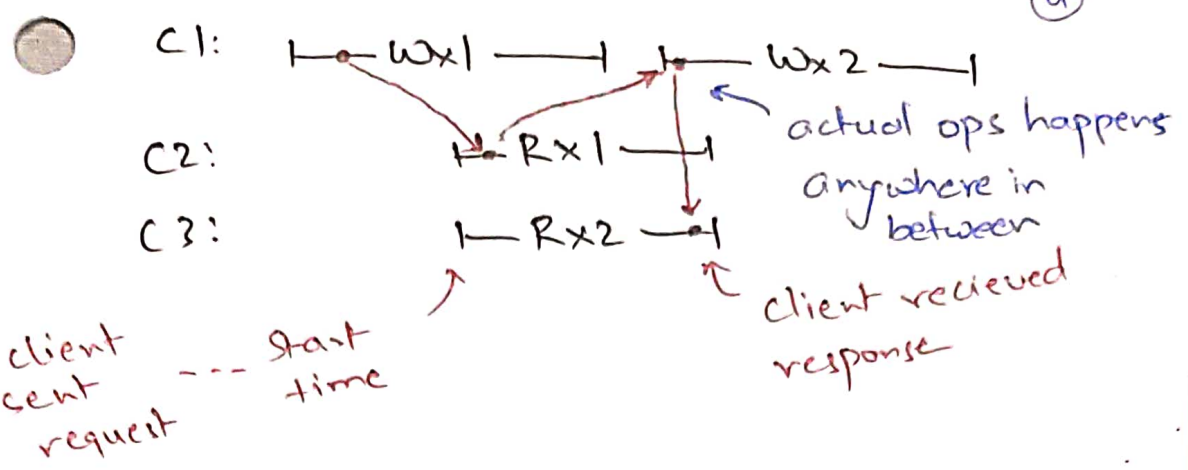 4
C1: Wx1 Wx2
C2: Rx1
C3: Rx2
actual ops happens
anywhere in
between
client
sent
request
---
Start
time
client recieved
response